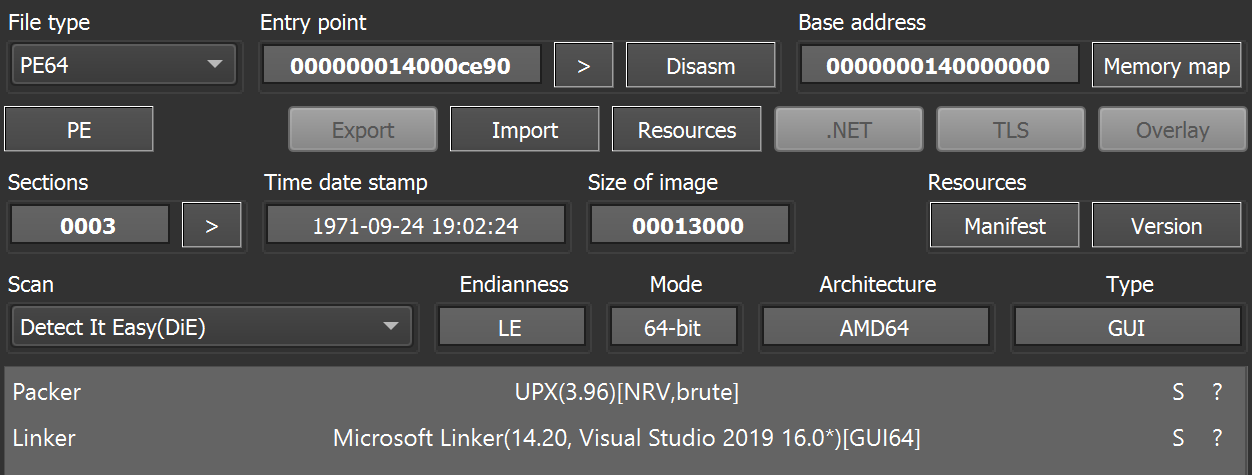 File type Entry point Base address
PE64 000000014000ce90 > Disasm 0000000140000000 Memory map
PE Export Import Resources .NET TLS Overlay
Sections Time date stamp Size of image Resources
0003 > 1971-09-24 19:02:24 00013000 Manifest Version
Scan Endianness Mode Architecture Type
Detect It Easy(DiE) LE 64-bit AMD64 GUI
Packer UPX(3.96)[NRV,brute] S ?
Linker Microsoft Linker(14.20, Visual Studio 2019 16.0*)[GUI64] S ?